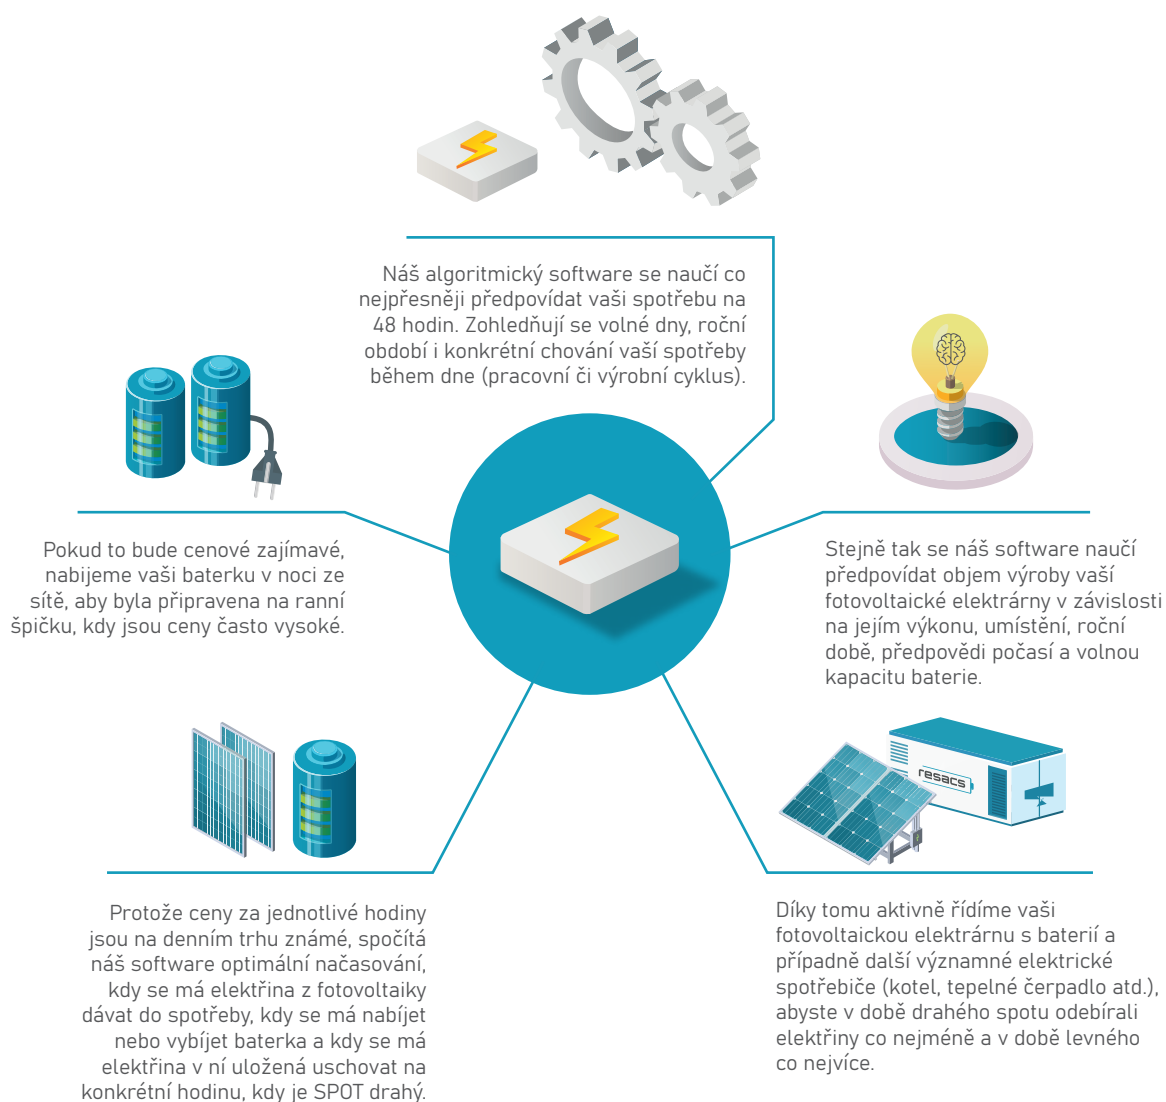 Náš algoritmický software se naučí co
nejpřesněji předpovídat vaši spotřebu na
48 hodin. Zohledňují se volné dny, roční
období i konkrétní chování vaší spotřeby
během dne (pracovní či výrobní cyklus).
Pokud to bude cenové zajímavé,
nabijeme vaši baterku v noci ze
sítě, aby byla připravena na ranní
špičku, kdy jsou ceny často vysoké.
Stejně tak se náš software naučí
předpovídat objem výroby vaší
fotovoltaické elektrárny v závislosti
na jejím výkonu, umístění, roční
době, předpovědi počasí a volnou
kapacitu baterie.
resacs
Protože ceny za jednotlivé hodiny
jsou na denním trhu známé, spočítá
náš software optimální načasování,
kdy se má elektřina z fotovoltaiky
dávat do spotřeby, kdy se má nabíjet
nebo vybíjet baterka a kdy se má
elektřina v ní uložená uschovat na
konkrétní hodinu, kdy je SPOT drahý.
Díky tomu aktivně řídíme vaši
fotovoltaickou elektrárnu s baterií a
případně další významné elektrické
spotřebiče (kotel, tepelné čerpadlo atd.),
abyste v době drahého spotu odebírali
elektřiny co nejméně a v době levného
co nejvíce.